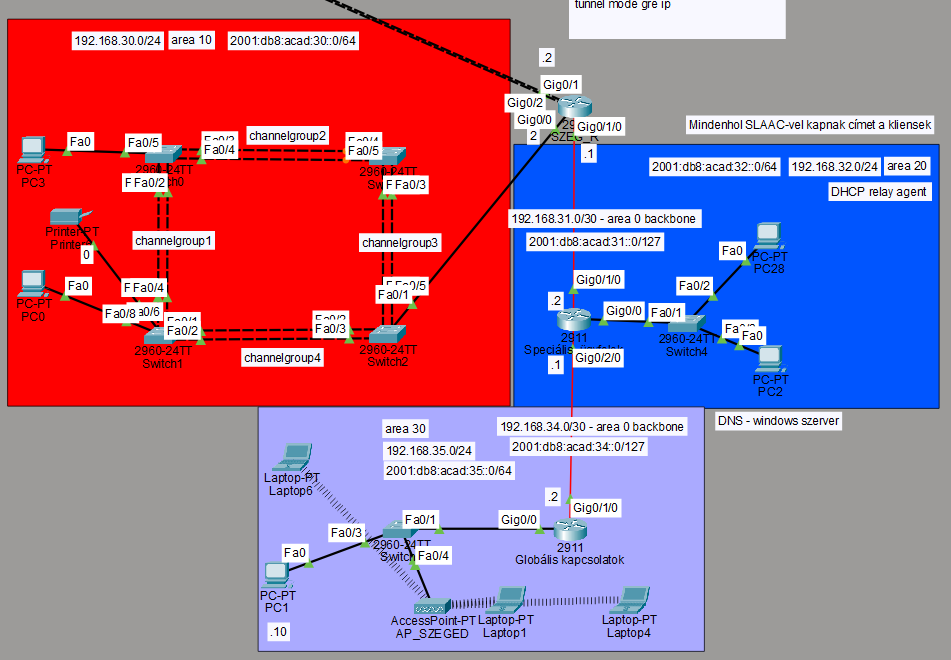 tunnel mode gre ip
192.168.30.0/24
area 10
2001:db8:acad:30::0/64
.2
Gig0/1
Gig0/2
Gig0/0
2
Gig0/1/0
.1
Mindenhol SLAAC-vel kapnak címet a kliensek
Fa0
Fa0/5
Fa0/4
channelgroup2
Fa0/5
PC-PT
PC3
2960-24TT
2960-24TT
Fa0/2
Fa0/3
2001:db8:acad:32::0/64
192.168.32.0/24
area 20
DHCP relay agent
Printer-PT
0
channelgroup1
channelgroup3
192.168.31.0/30 - area 0 backbone
2001:db8:acad:31::0/127
Fa0
PC-PT
PC28
Fa0
PC-PT
PC0
Fa0/4
Fa0/8
Fa0/2
2960-24TT
Switch1
channelgroup4
Fa0/3
Fa0/1
2960-24TT
Switch2
Gig0/1/0
.2
Gig0/0
2911
Gig0/2/0
.1
Fa0/1
Fa0/2
2960-24TT
Switch4
Fa0
PC-PT
PC2
DNS - windows szerver
area 30
192.168.35.0/24
2001:db8:acad:35::0/64
192.168.34.0/30 - area 0 backbone
2001:db8:acad:34::0/127
Laptop-PT
Laptop6
.2
Gig0/1/0
Fa0/3
Fa0/1
Gig0/0
2960-24TT
Switch
2911
Globális kapcsolatok
Fa0
Fa0/4
PC-PT
PC1
.10
AccessPoint-PT
AP_SZEGED
Laptop-PT
Laptop1
Laptop-PT
Laptop4